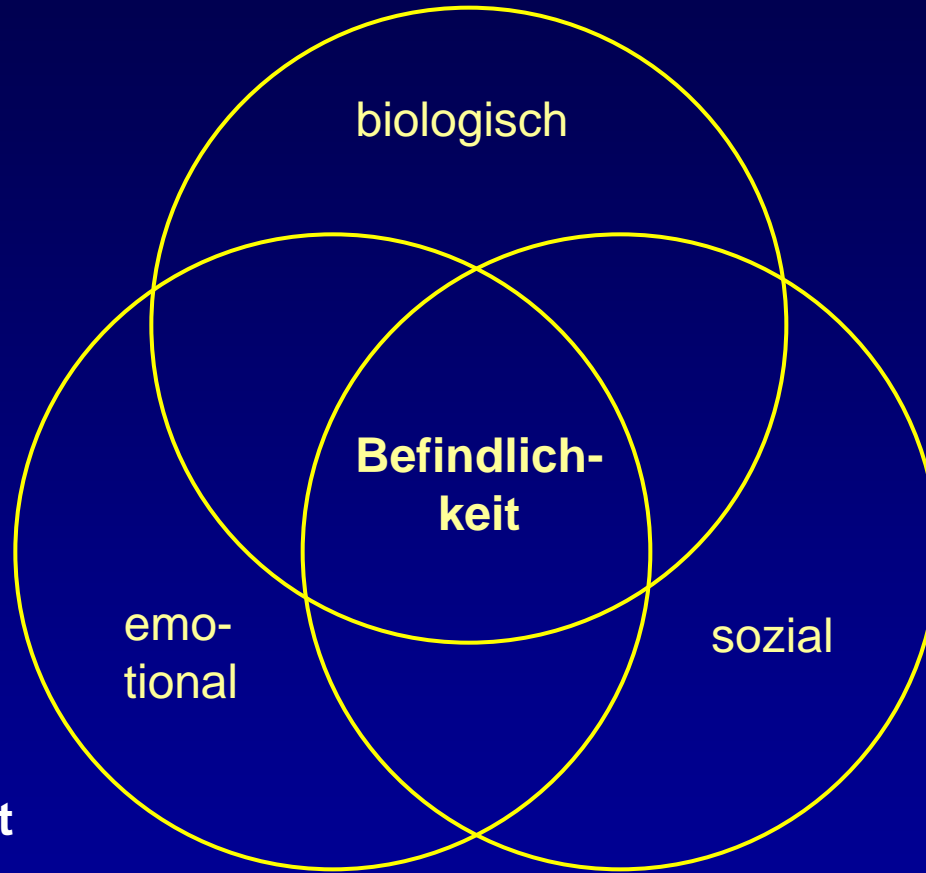 biologisch
Befindlich-
keit
emo-
tional
sozial
t